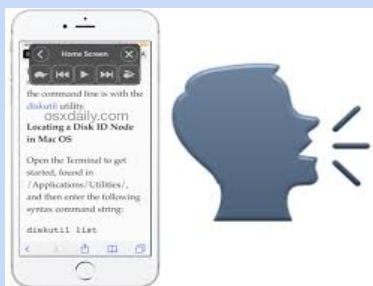 Home Screen
the command line is with the
diskutil utility.
osxdaily.com
Locating a Disk ID Node
in Mac OS
Open the Terminal to get
started, found in
/Applications/Utilities/,
and then enter the following
syntax command string:
diskutil list